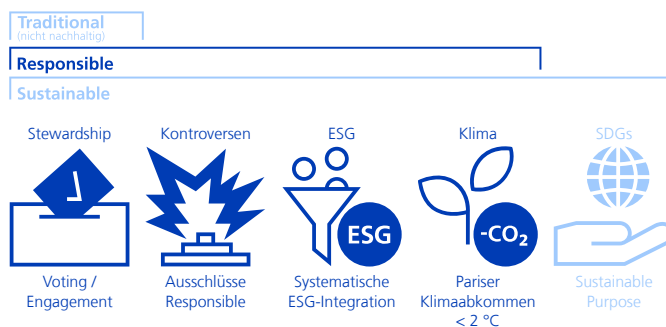 Traditional
(nicht nachhaltig)
Responsible
Sustainable
Stewardship
Kontroversen
ESG
Klima
SDGs
ESG
-CO₂
Voting /
Engagement
Ausschlüsse
Responsible
Systematische
ESG-Integration
Pariser
Klimaabkommen
< 2 °C
Sustainable
Purpose